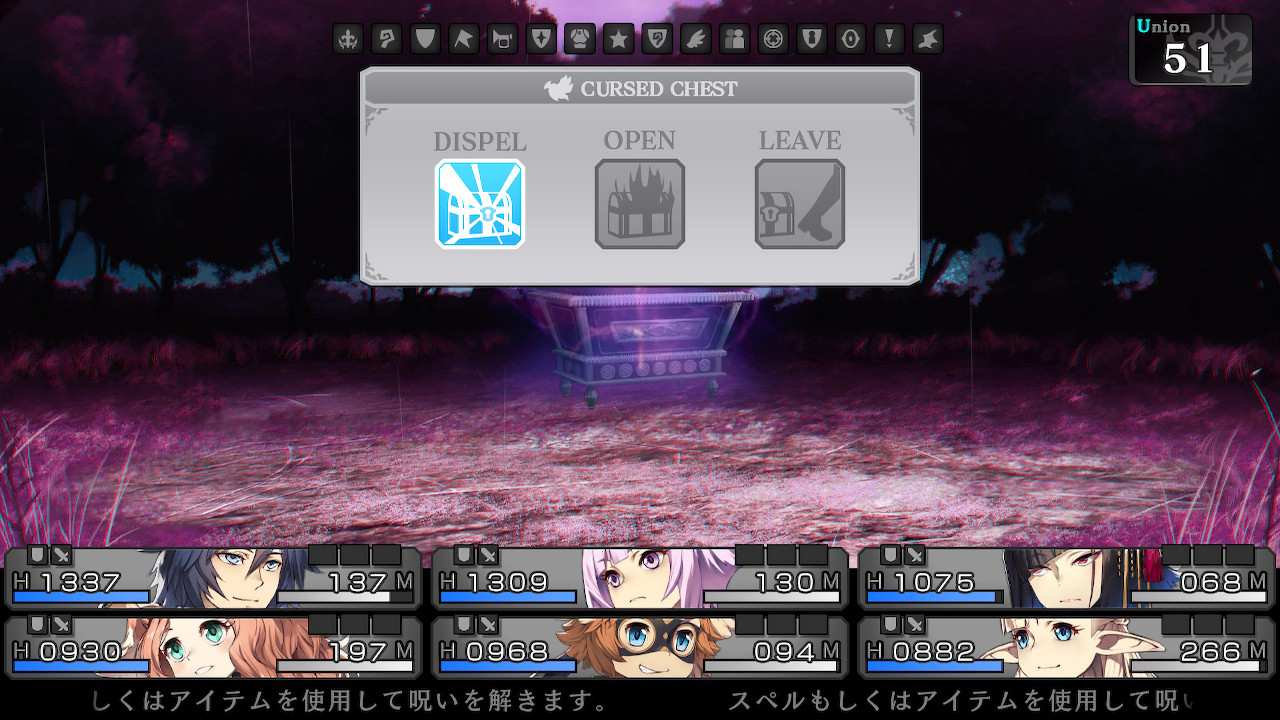 Union
51
CURSED CHEST
DISPEL OPEN LEAVE
H 1337 137 M
H 1309 130 M
H 1075 068 M
H 0930 197 M
H 0968 094 M
H 0882 266 M
しくはアイテムを使用して呪いを解きます。 スペルもしくはアイテムを使用して呪い